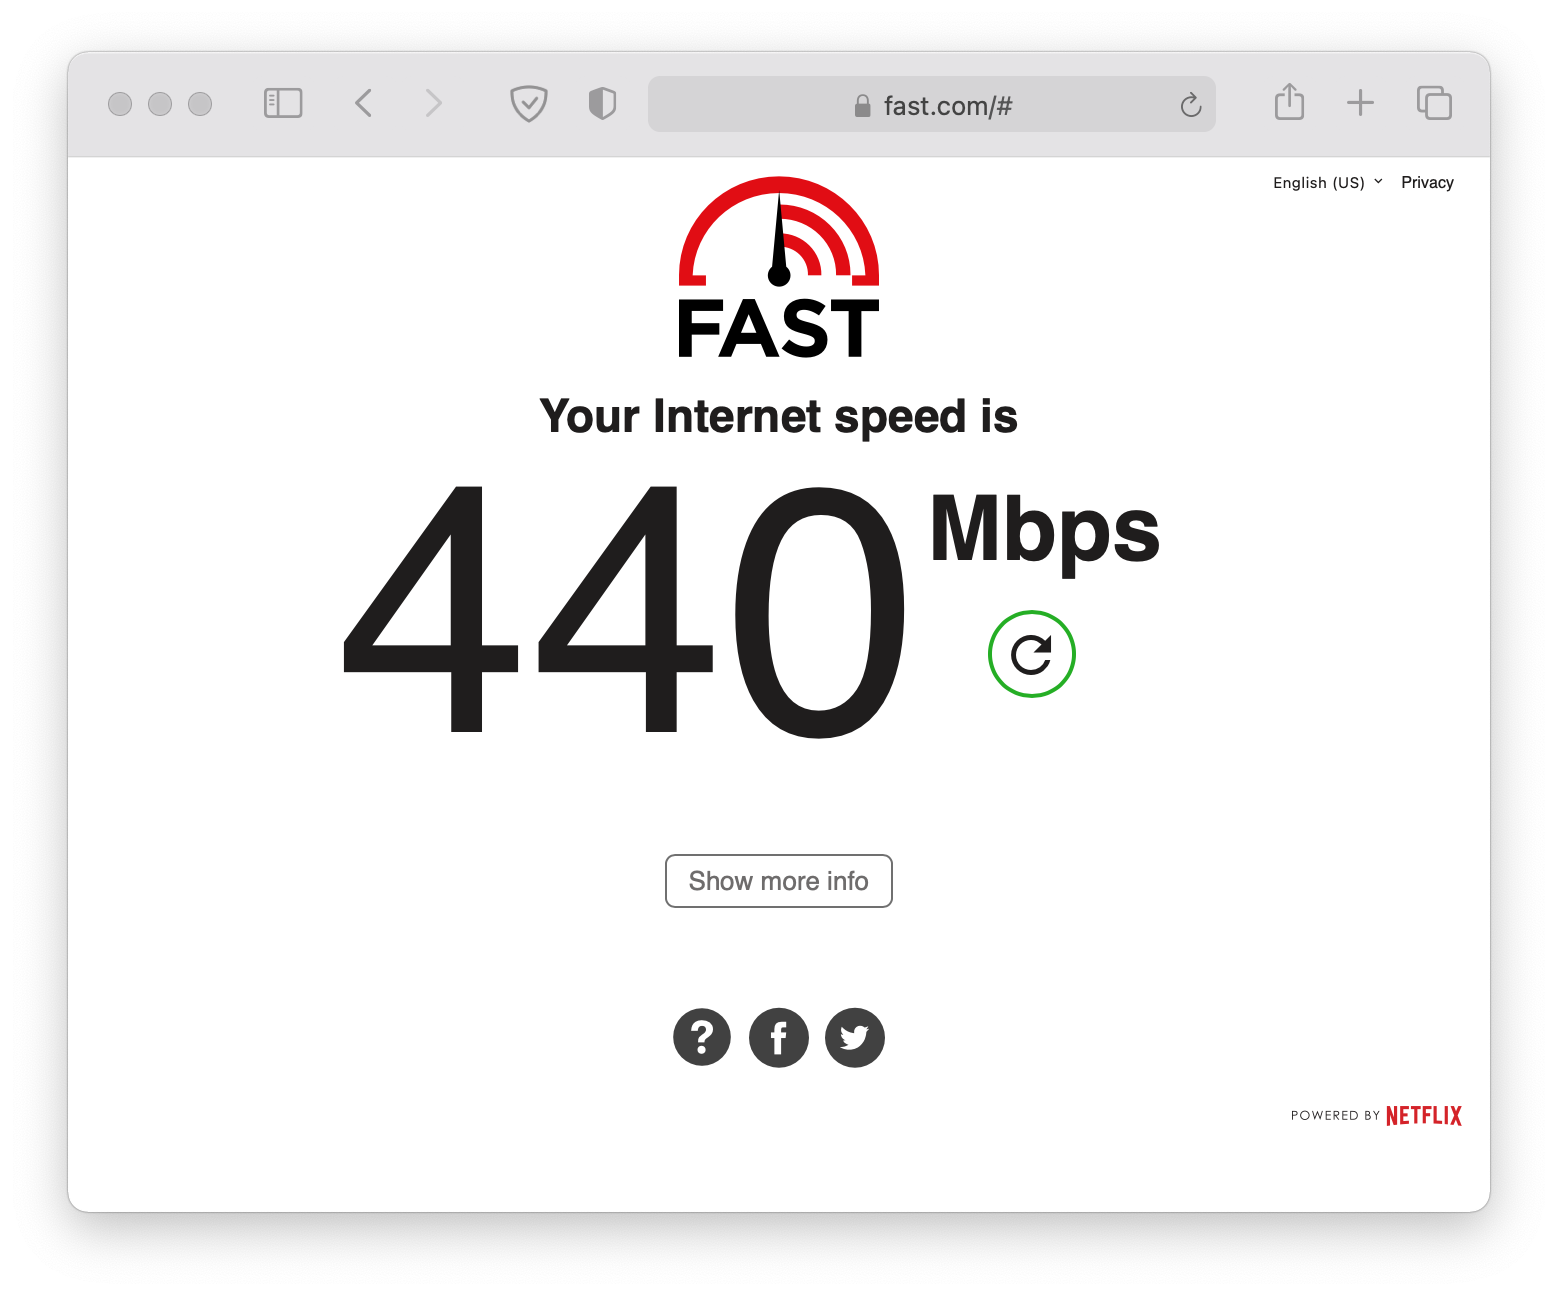 fast.com/#
English (US) Privacy
FAST
Your Internet speed is
440 Mbps
Show more info
?
f
POWERED BY NETFLIX